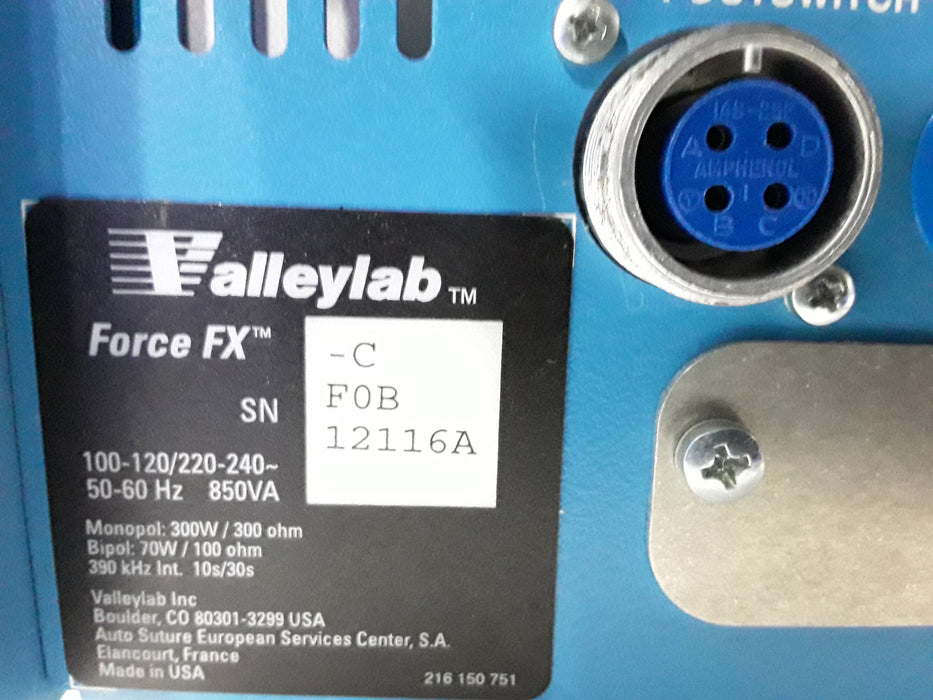 FOOTSWITCH
148-
A D
AMPHENOL
I
B C
Valleylab™
Force FX™ -C
SN F0B
12116A
100-120/220-240~
50-60 Hz 850VA
Monopol: 300W / 300 ohm
Bipol: 70W / 100 ohm
390 kHz Int. 10s/30s
Valleylab Inc
Boulder, CO 80301-3299 USA
Auto Suture European Services Center, S.A.
Elancourt, France
Made in USA
216 150 751